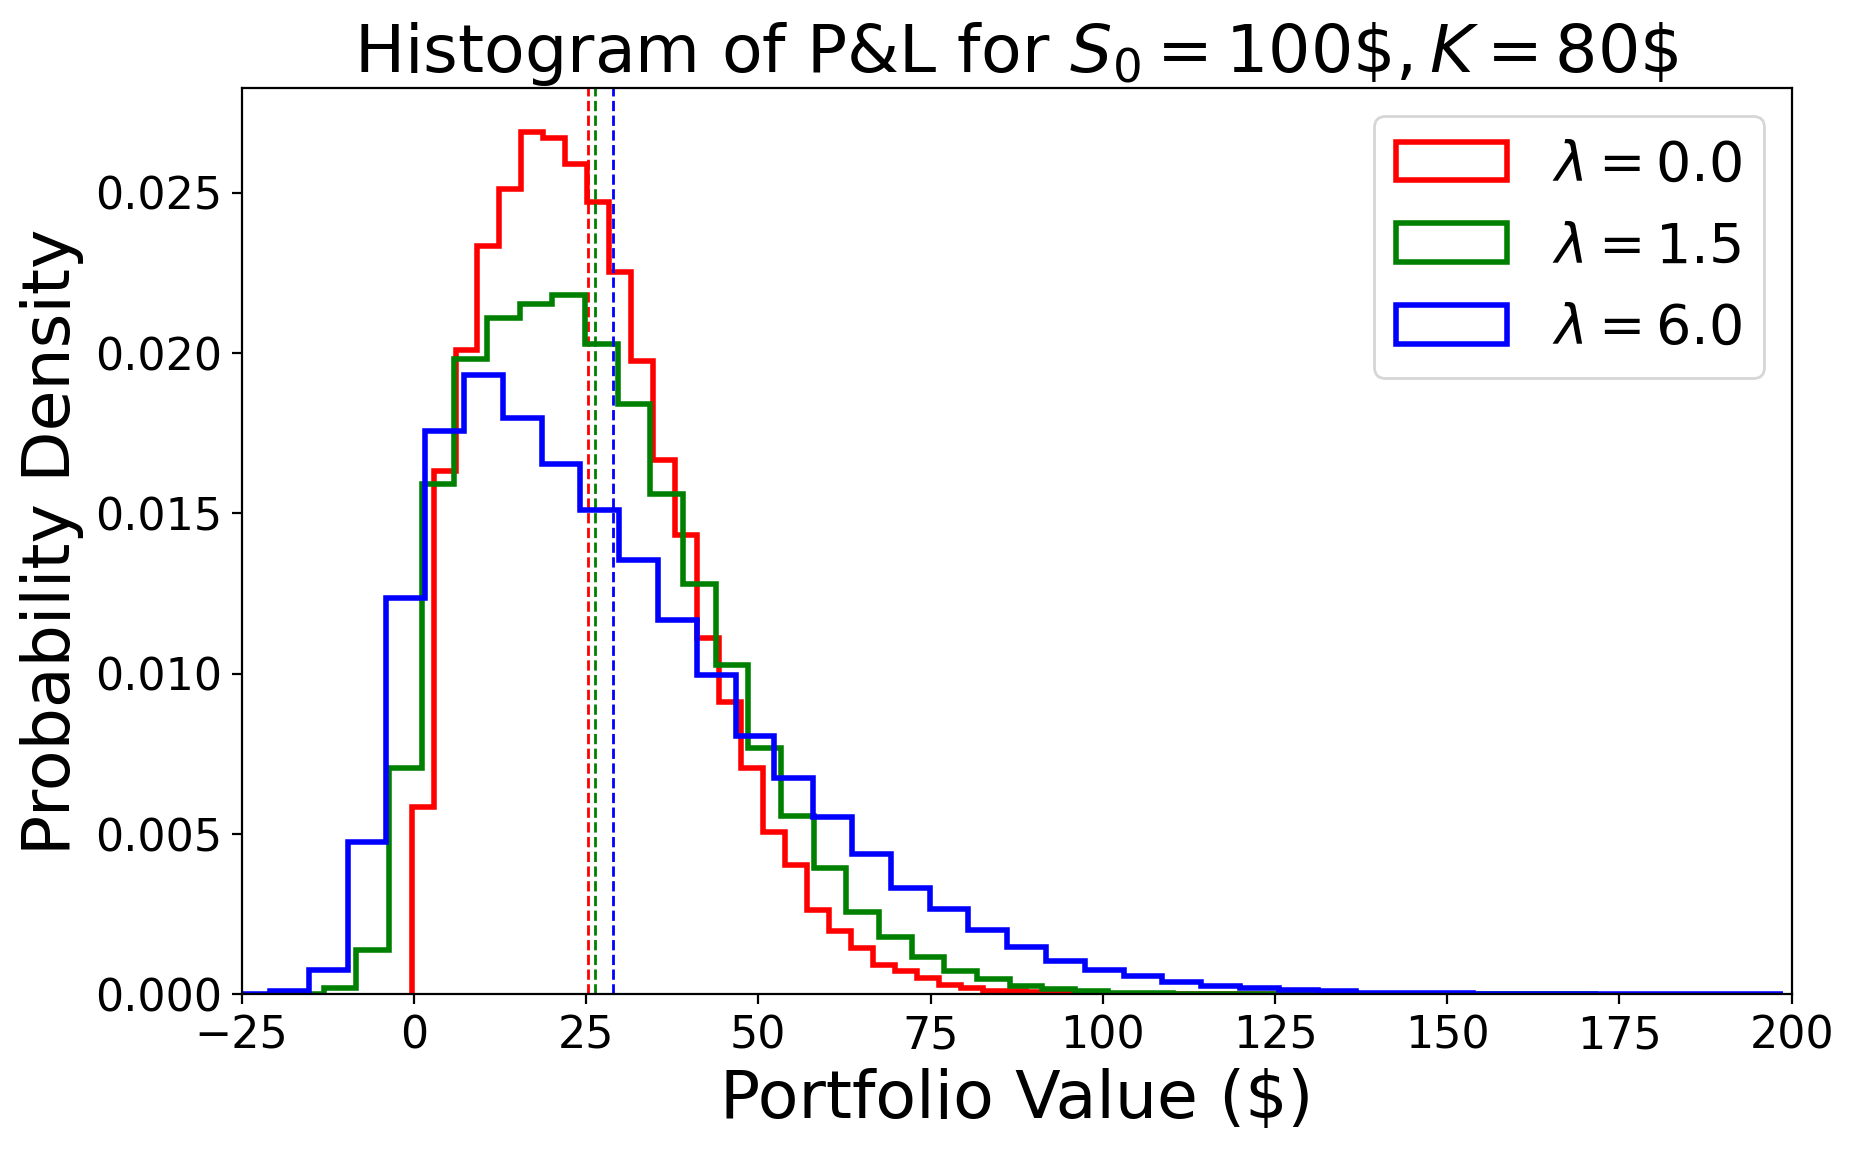 Histogram of P&L for S₀ = 100$, K = 80$
λ = 0.0
λ = 1.5
λ = 6.0
Probability Density
0.025
0.020
0.015
0.010
0.005
0.000
−25 0 25 50 75 100 125 150 175 200
Portfolio Value ($)